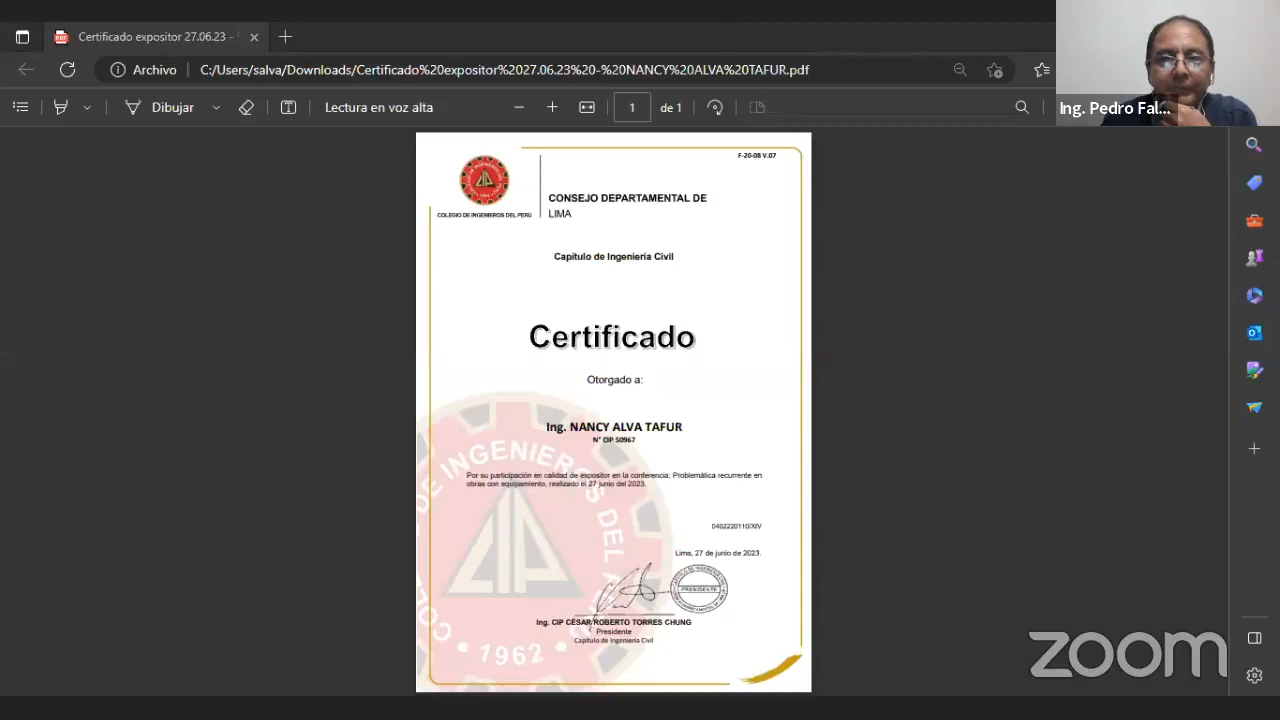 Certificado expositor 27.06.23 -
Archivo
C:/Users/salva/Downloads/Certificado%20expositor%2027.06.23%20-%20NANCY%20ALVA%20TAFUR.pdf
Dibujar
Lectura en voz alta
1
de 1
Ing. Pedro Fal...
F-20-08 V.07
COLEGIO DE INGENIEROS DEL PERÚ
CONSEJO DEPARTAMENTAL DE
LIMA
Capítulo de Ingeniería Civil
Certificado
Otorgado a:
Ing. NANCY ALVA TAFUR
N° CIP 50967
Por su participación en calidad de expositor en la conferencia: Problemática recurrente en
obras con equipamiento, realizado el 27 junio del 2023.
Lima, 27 de junio de 2023.
PRESIDENTE
Ing. CIP CÉSAR ROBERTO TORRES CHUNG
Presidente
Capítulo de Ingeniería Civil
1962
zoom